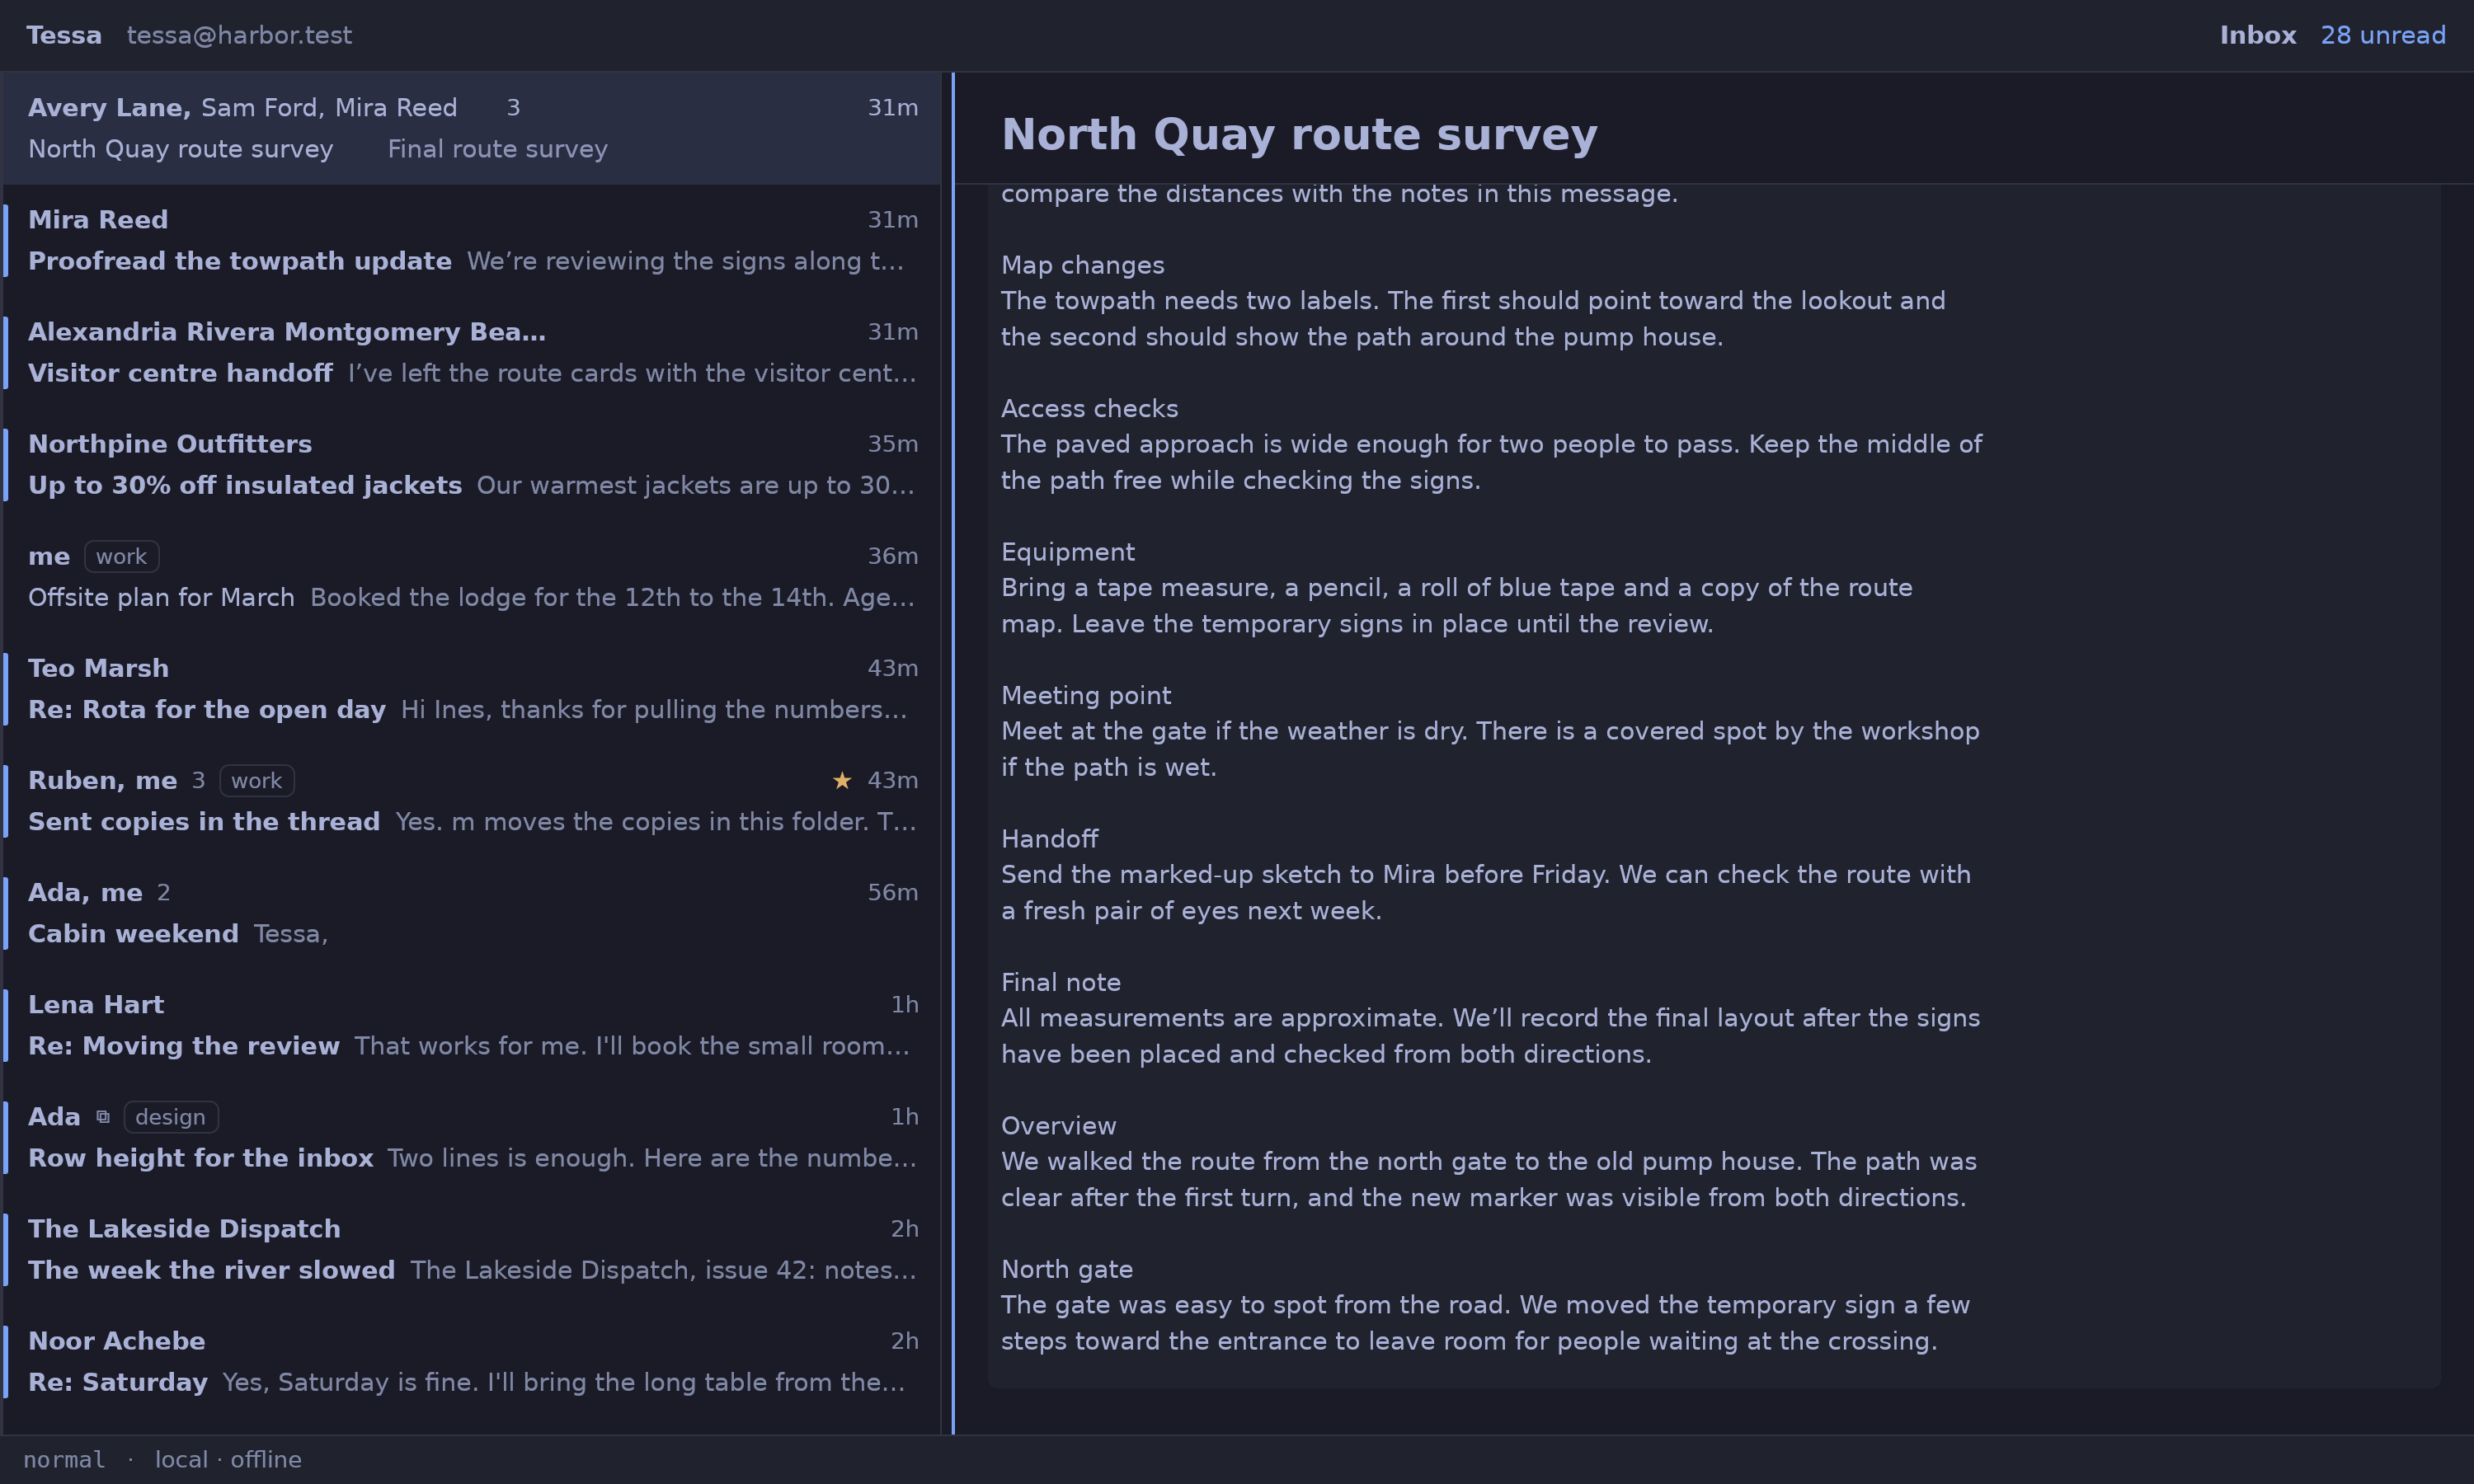 Tessa tessa@harbor.test
Inbox 28 unread
Avery Lane, Sam Ford, Mira Reed 3 31m
North Quay route survey Final route survey
Mira Reed 31m
Proofread the towpath update We’re reviewing the signs along t…
Alexandria Rivera Montgomery Bea… 31m
Visitor centre handoff I’ve left the route cards with the visitor cent…
Northpine Outfitters 35m
Up to 30% off insulated jackets Our warmest jackets are up to 30…
me work 36m
Offsite plan for March Booked the lodge for the 12th to the 14th. Age…
Teo Marsh 43m
Re: Rota for the open day Hi Ines, thanks for pulling the numbers…
Ruben, me 3 work ★ 43m
Sent copies in the thread Yes. m moves the copies in this folder. T…
Ada, me 2 56m
Cabin weekend Tessa,
Lena Hart 1h
Re: Moving the review That works for me. I'll book the small room…
Ada design 1h
Row height for the inbox Two lines is enough. Here are the numbe…
The Lakeside Dispatch 2h
The week the river slowed The Lakeside Dispatch, issue 42: notes…
Noor Achebe 2h
Re: Saturday Yes, Saturday is fine. I'll bring the long table from the…
North Quay route survey
compare the distances with the notes in this message.
Map changes
The towpath needs two labels. The first should point toward the lookout and
the second should show the path around the pump house.
Access checks
The paved approach is wide enough for two people to pass. Keep the middle of
the path free while checking the signs.
Equipment
Bring a tape measure, a pencil, a roll of blue tape and a copy of the route
map. Leave the temporary signs in place until the review.
Meeting point
Meet at the gate if the weather is dry. There is a covered spot by the workshop
if the path is wet.
Handoff
Send the marked-up sketch to Mira before Friday. We can check the route with
a fresh pair of eyes next week.
Final note
All measurements are approximate. We’ll record the final layout after the signs
have been placed and checked from both directions.
Overview
We walked the route from the north gate to the old pump house. The path was
clear after the first turn, and the new marker was visible from both directions.
North gate
The gate was easy to spot from the road. We moved the temporary sign a few
steps toward the entrance to leave room for people waiting at the crossing.
normal · local · offline